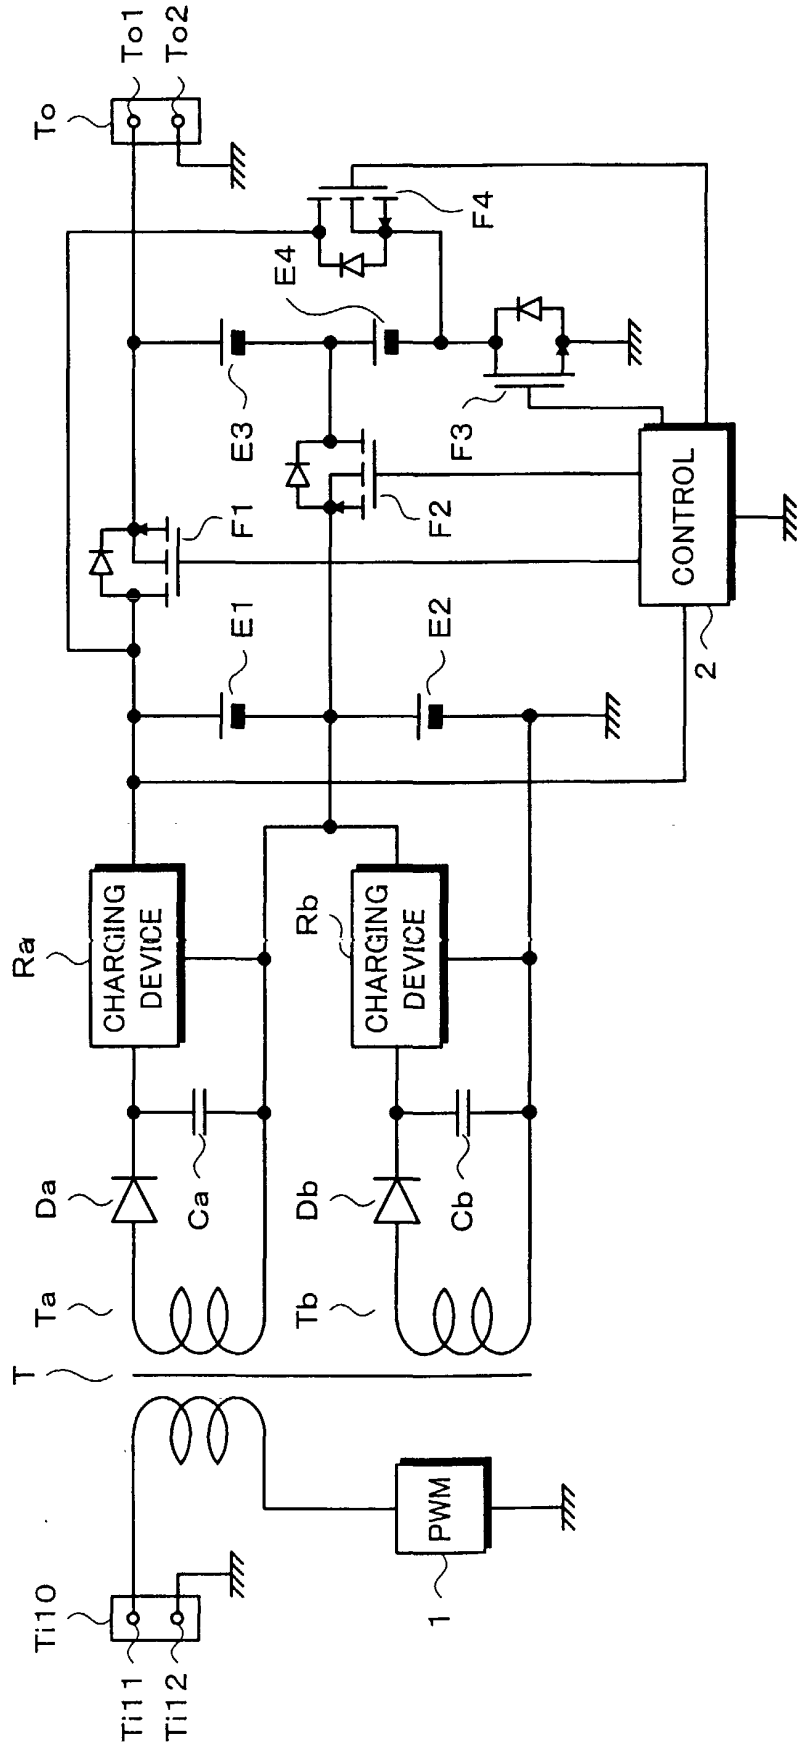 Ti10
Ti11
Ti12
T
Ta
Da
Ra
CHARGING
DEVICE
Ca
Tb
Db
Rb
CHARGING
DEVICE
Cb
PWM
1
E1
E2
F1
F2
E3
E4
F3
F4
CONTROL
2
To
To1
To2